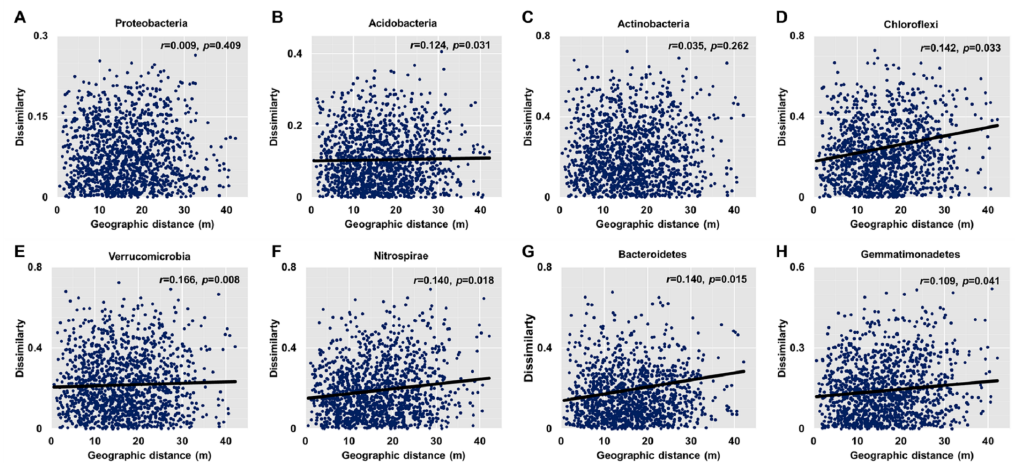 A Proteobacteria
r=0.009, p=0.409
0.3
0.15
0
Dissimilarty
0 10 20 30 40
Geographic distance (m)
B Acidobacteria
r=0.124, p=0.031
0.4
0.2
0
Dissimilarty
0 10 20 30 40
Geographic distance (m)
C Actinobacteria
r=0.035, p=0.262
0.8
0.4
0
Dissimilarty
0 10 20 30 40
Geographic distance (m)
D Chloroflexi
r=0.142, p=0.033
0.8
0.4
0
Dissimilarty
0 10 20 30 40
Geographic distance (m)
E Verrucomicrobia
r=0.166, p=0.008
0.8
0.4
0
Dissimilarty
0 10 20 30 40
Geographic distance (m)
F Nitrospirae
r=0.140, p=0.018
0.8
0.4
0
Dissimilarty
0 10 20 30 40
Geographic distance (m)
G Bacteroidetes
r=0.140, p=0.015
0.8
0.4
0
Dissimilarty
0 10 20 30 40
Geographic distance (m)
H Gemmatimonadetes
r=0.109, p=0.041
0.6
0.3
0
Dissimilarty
0 10 20 30 40
Geographic distance (m)